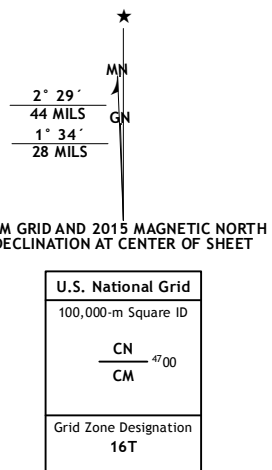 ★
MN
2° 29´
44 MILS
GN
1° 34´
28 MILS
M GRID AND 2015 MAGNETIC NORTH
DECLINATION AT CENTER OF SHEET
U.S. National Grid
100,000-m Square ID
CN
4700
CM
Grid Zone Designation
16T